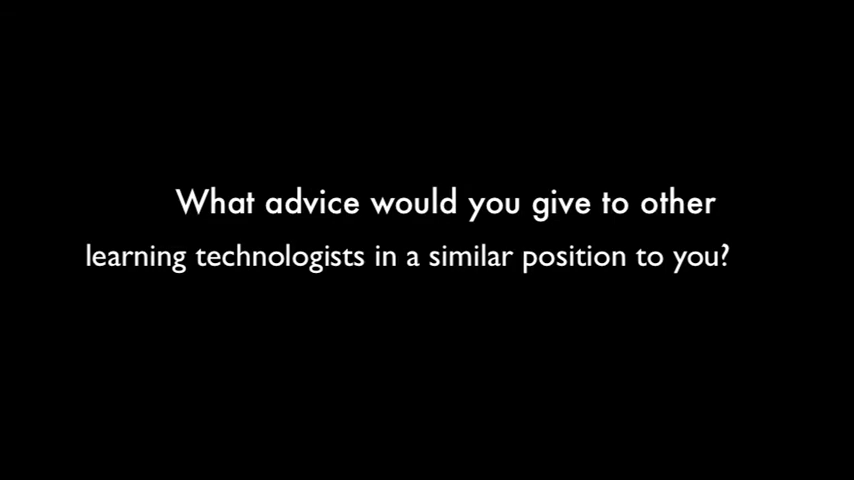 What advice would you give to other
learning technologists in a similar position to you?